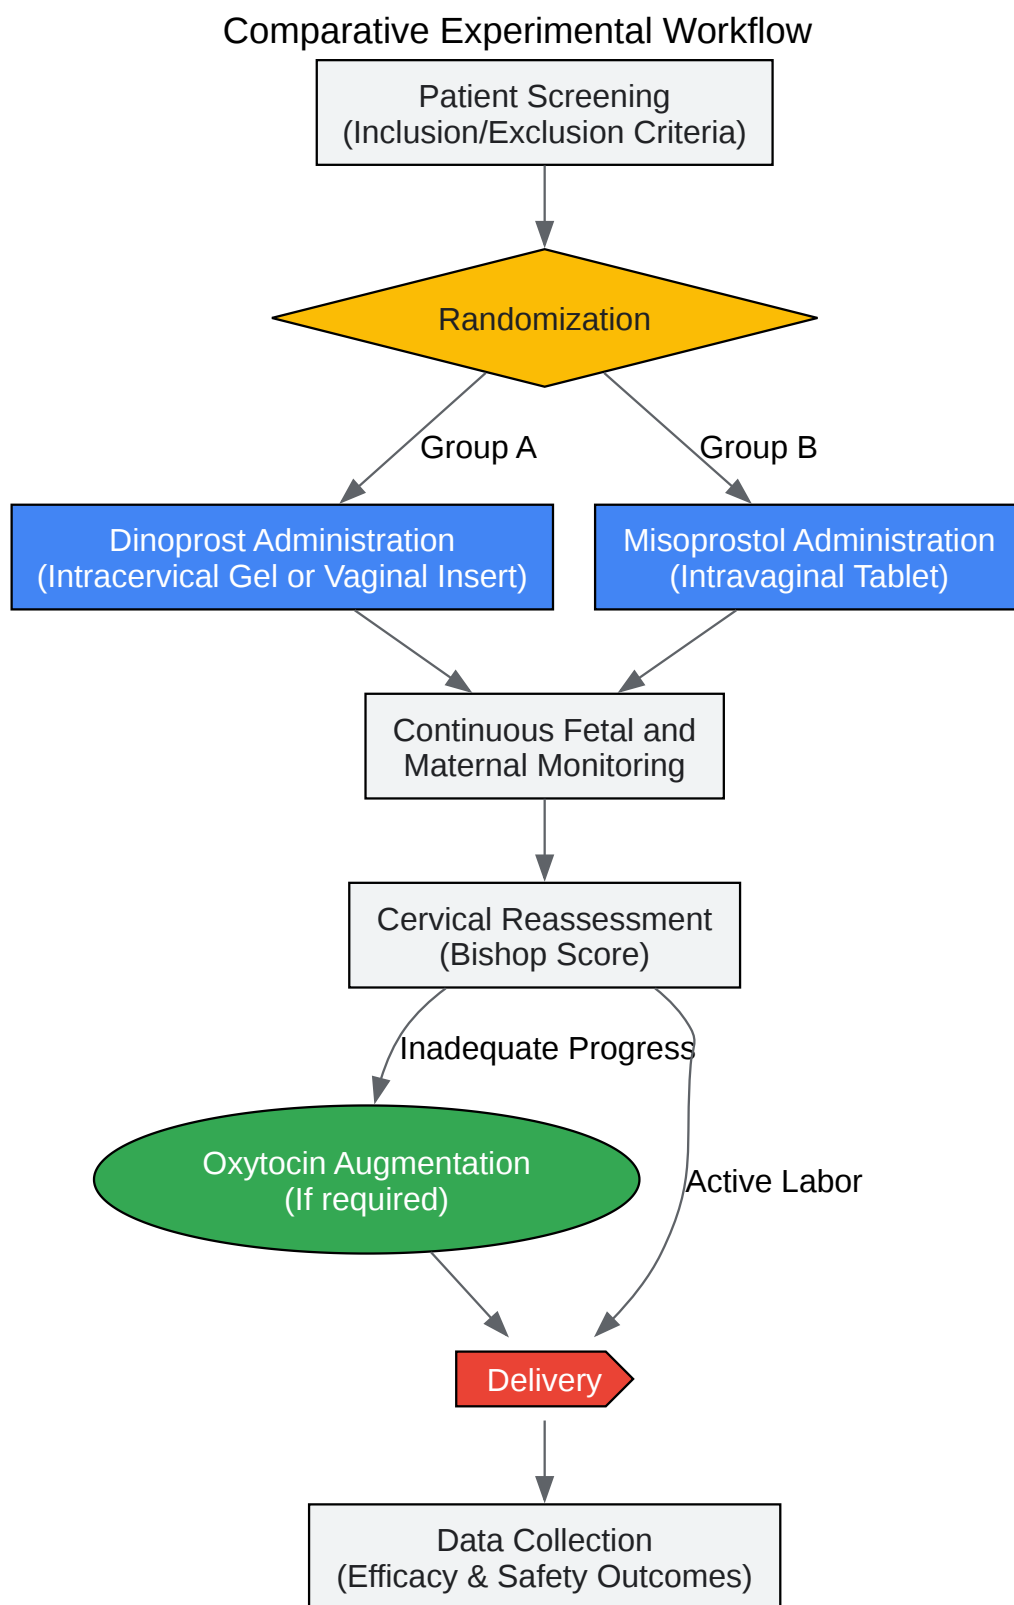 Comparative Experimental Workflow
Patient Screening
(Inclusion/Exclusion Criteria)
Randomization
Group A
Group B
Dinoprost Administration
(Intracervical Gel or Vaginal Insert)
Misoprostol Administration
(Intravaginal Tablet)
Continuous Fetal and
Maternal Monitoring
Cervical Reassessment
(Bishop Score)
Inadequate Progress
Oxytocin Augmentation
(If required)
Active Labor
Delivery
Data Collection
(Efficacy & Safety Outcomes)